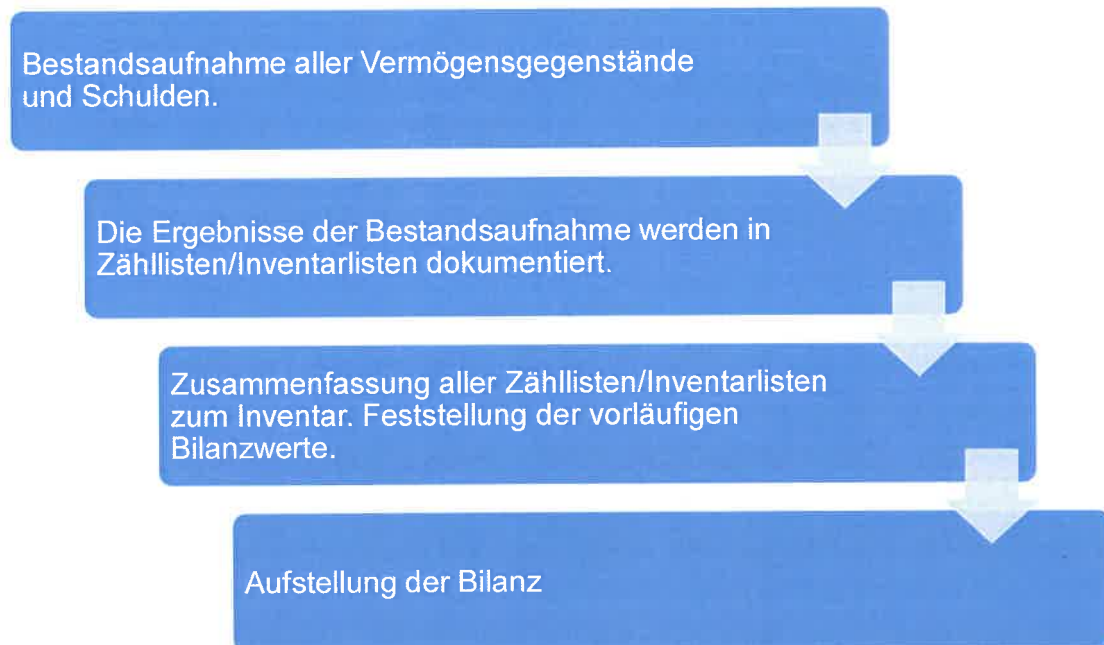 Bestandsaufnahme aller Vermögensgegenstände
und Schulden.
Die Ergebnisse der Bestandsaufnahme werden in
Zähllisten/Inventarlisten dokumentiert.
Zusammenfassung aller Zähllisten/Inventarlisten
zum Inventar. Feststellung der vorläufigen
Bilanzwerte.
Aufstellung der Bilanz